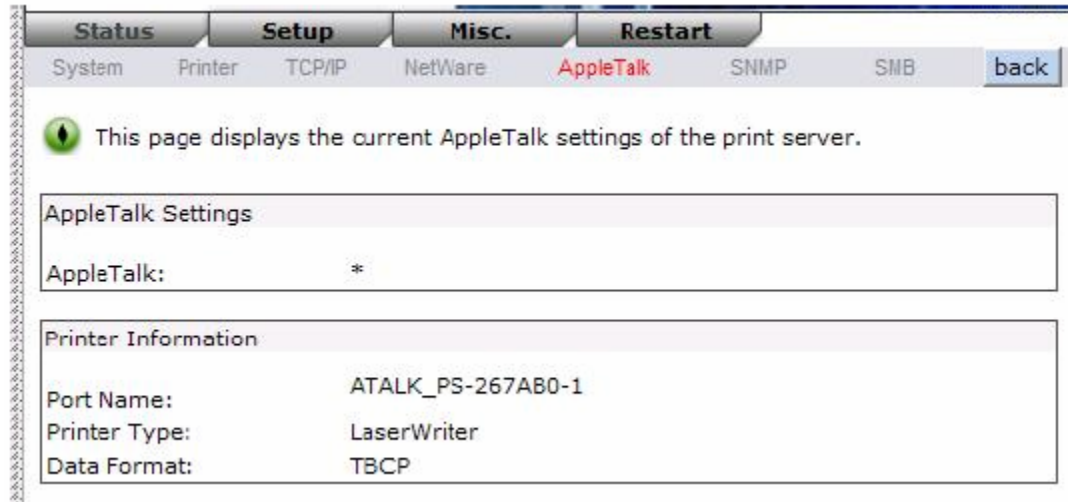 Status Setup Misc. Restart
System Printer TCP/IP NetWare AppleTalk SNMP SMB back
This page displays the current AppleTalk settings of the print server.
AppleTalk Settings
AppleTalk: *
Printer Information
Port Name: ATALK_PS-267AB0-1
Printer Type: LaserWriter
Data Format: TBCP